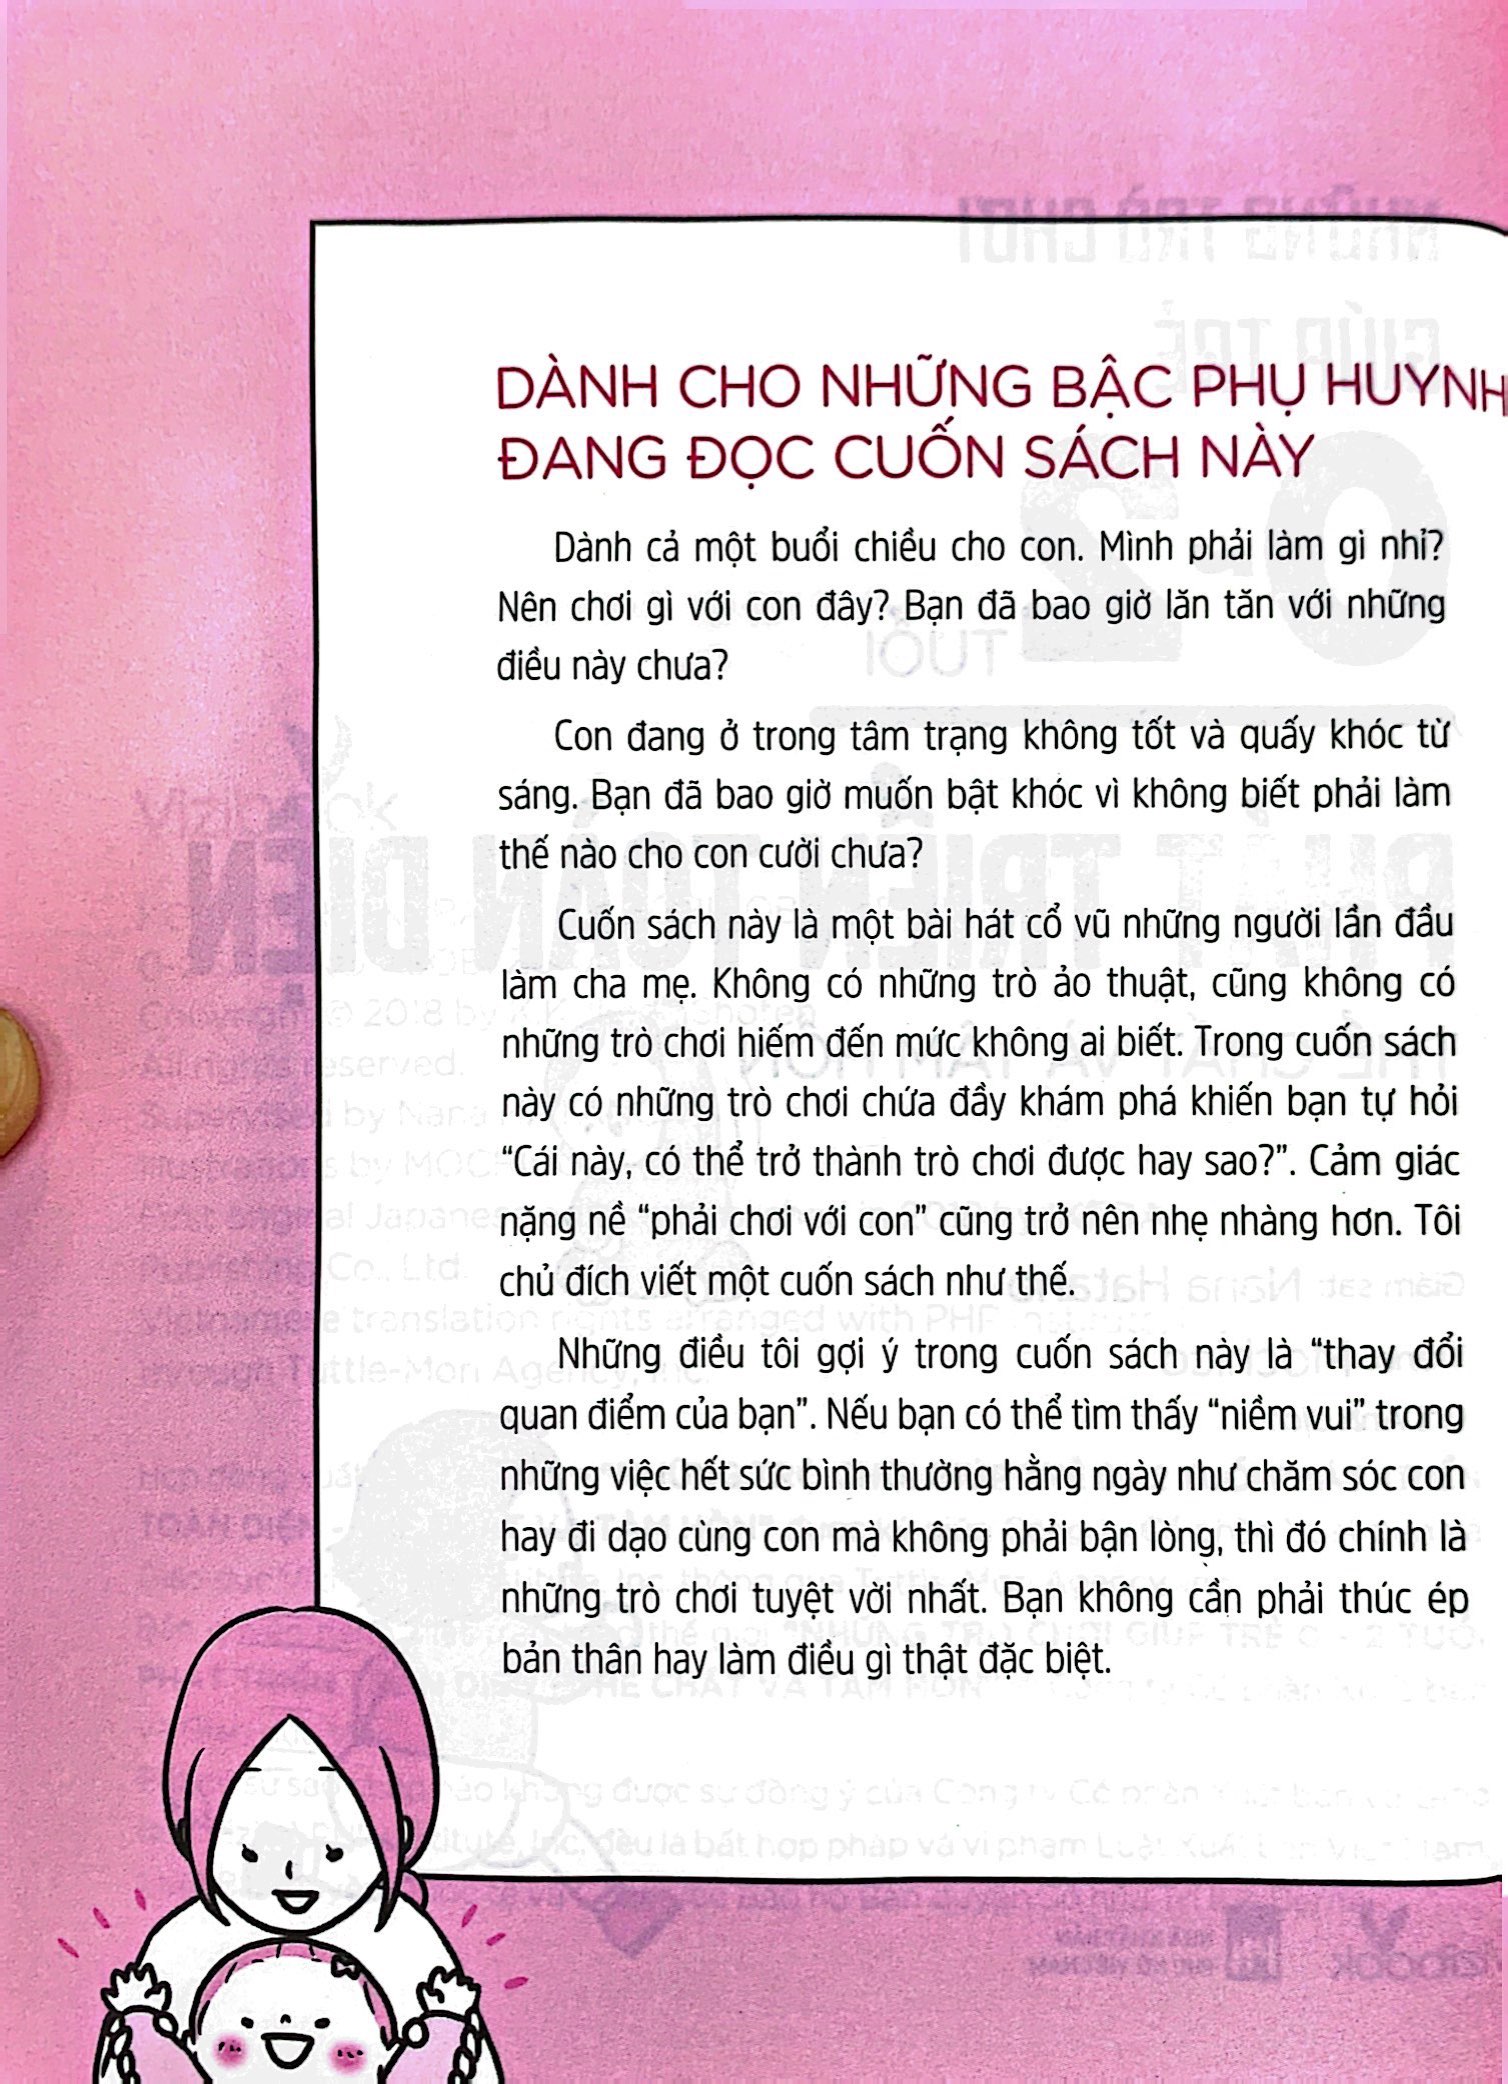 DÀNH CHO NHỮNG BẬC PHỤ HUYNH
ĐANG ĐỌC CUỐN SÁCH NÀY
Dành cả một buổi chiều cho con. Mình phải làm gì nhỉ?
Nên chơi gì với con đây? Bạn đã bao giờ lăn tăn với những
điều này chưa?
Con đang ở trong tâm trạng không tốt và quấy khóc từ
sáng. Bạn đã bao giờ muốn bật khóc vì không biết phải làm
thế nào cho con cười chưa?
Cuốn sách này là một bài hát cổ vũ những người lần đầu
làm cha mẹ. Không có những trò ảo thuật, cũng không có
những trò chơi hiếm đến mức không ai biết. Trong cuốn sách
này có những trò chơi chứa đầy khám phá khiến bạn tự hỏi
“Cái này, có thể trở thành trò chơi được hay sao?”. Cảm giác
nặng nề “phải chơi với con” cũng trở nên nhẹ nhàng hơn. Tôi
chủ đích viết một cuốn sách như thế.
Những điều tôi gợi ý trong cuốn sách này là “thay đổi
quan điểm của bạn”. Nếu bạn có thể tìm thấy “niềm vui” trong
những việc hết sức bình thường hằng ngày như chăm sóc con
hay đi dạo cùng con mà không phải bận lòng, thì đó chính là
những trò chơi tuyệt vời nhất. Bạn không cần phải thúc ép
bản thân hay làm điều gì thật đặc biệt.